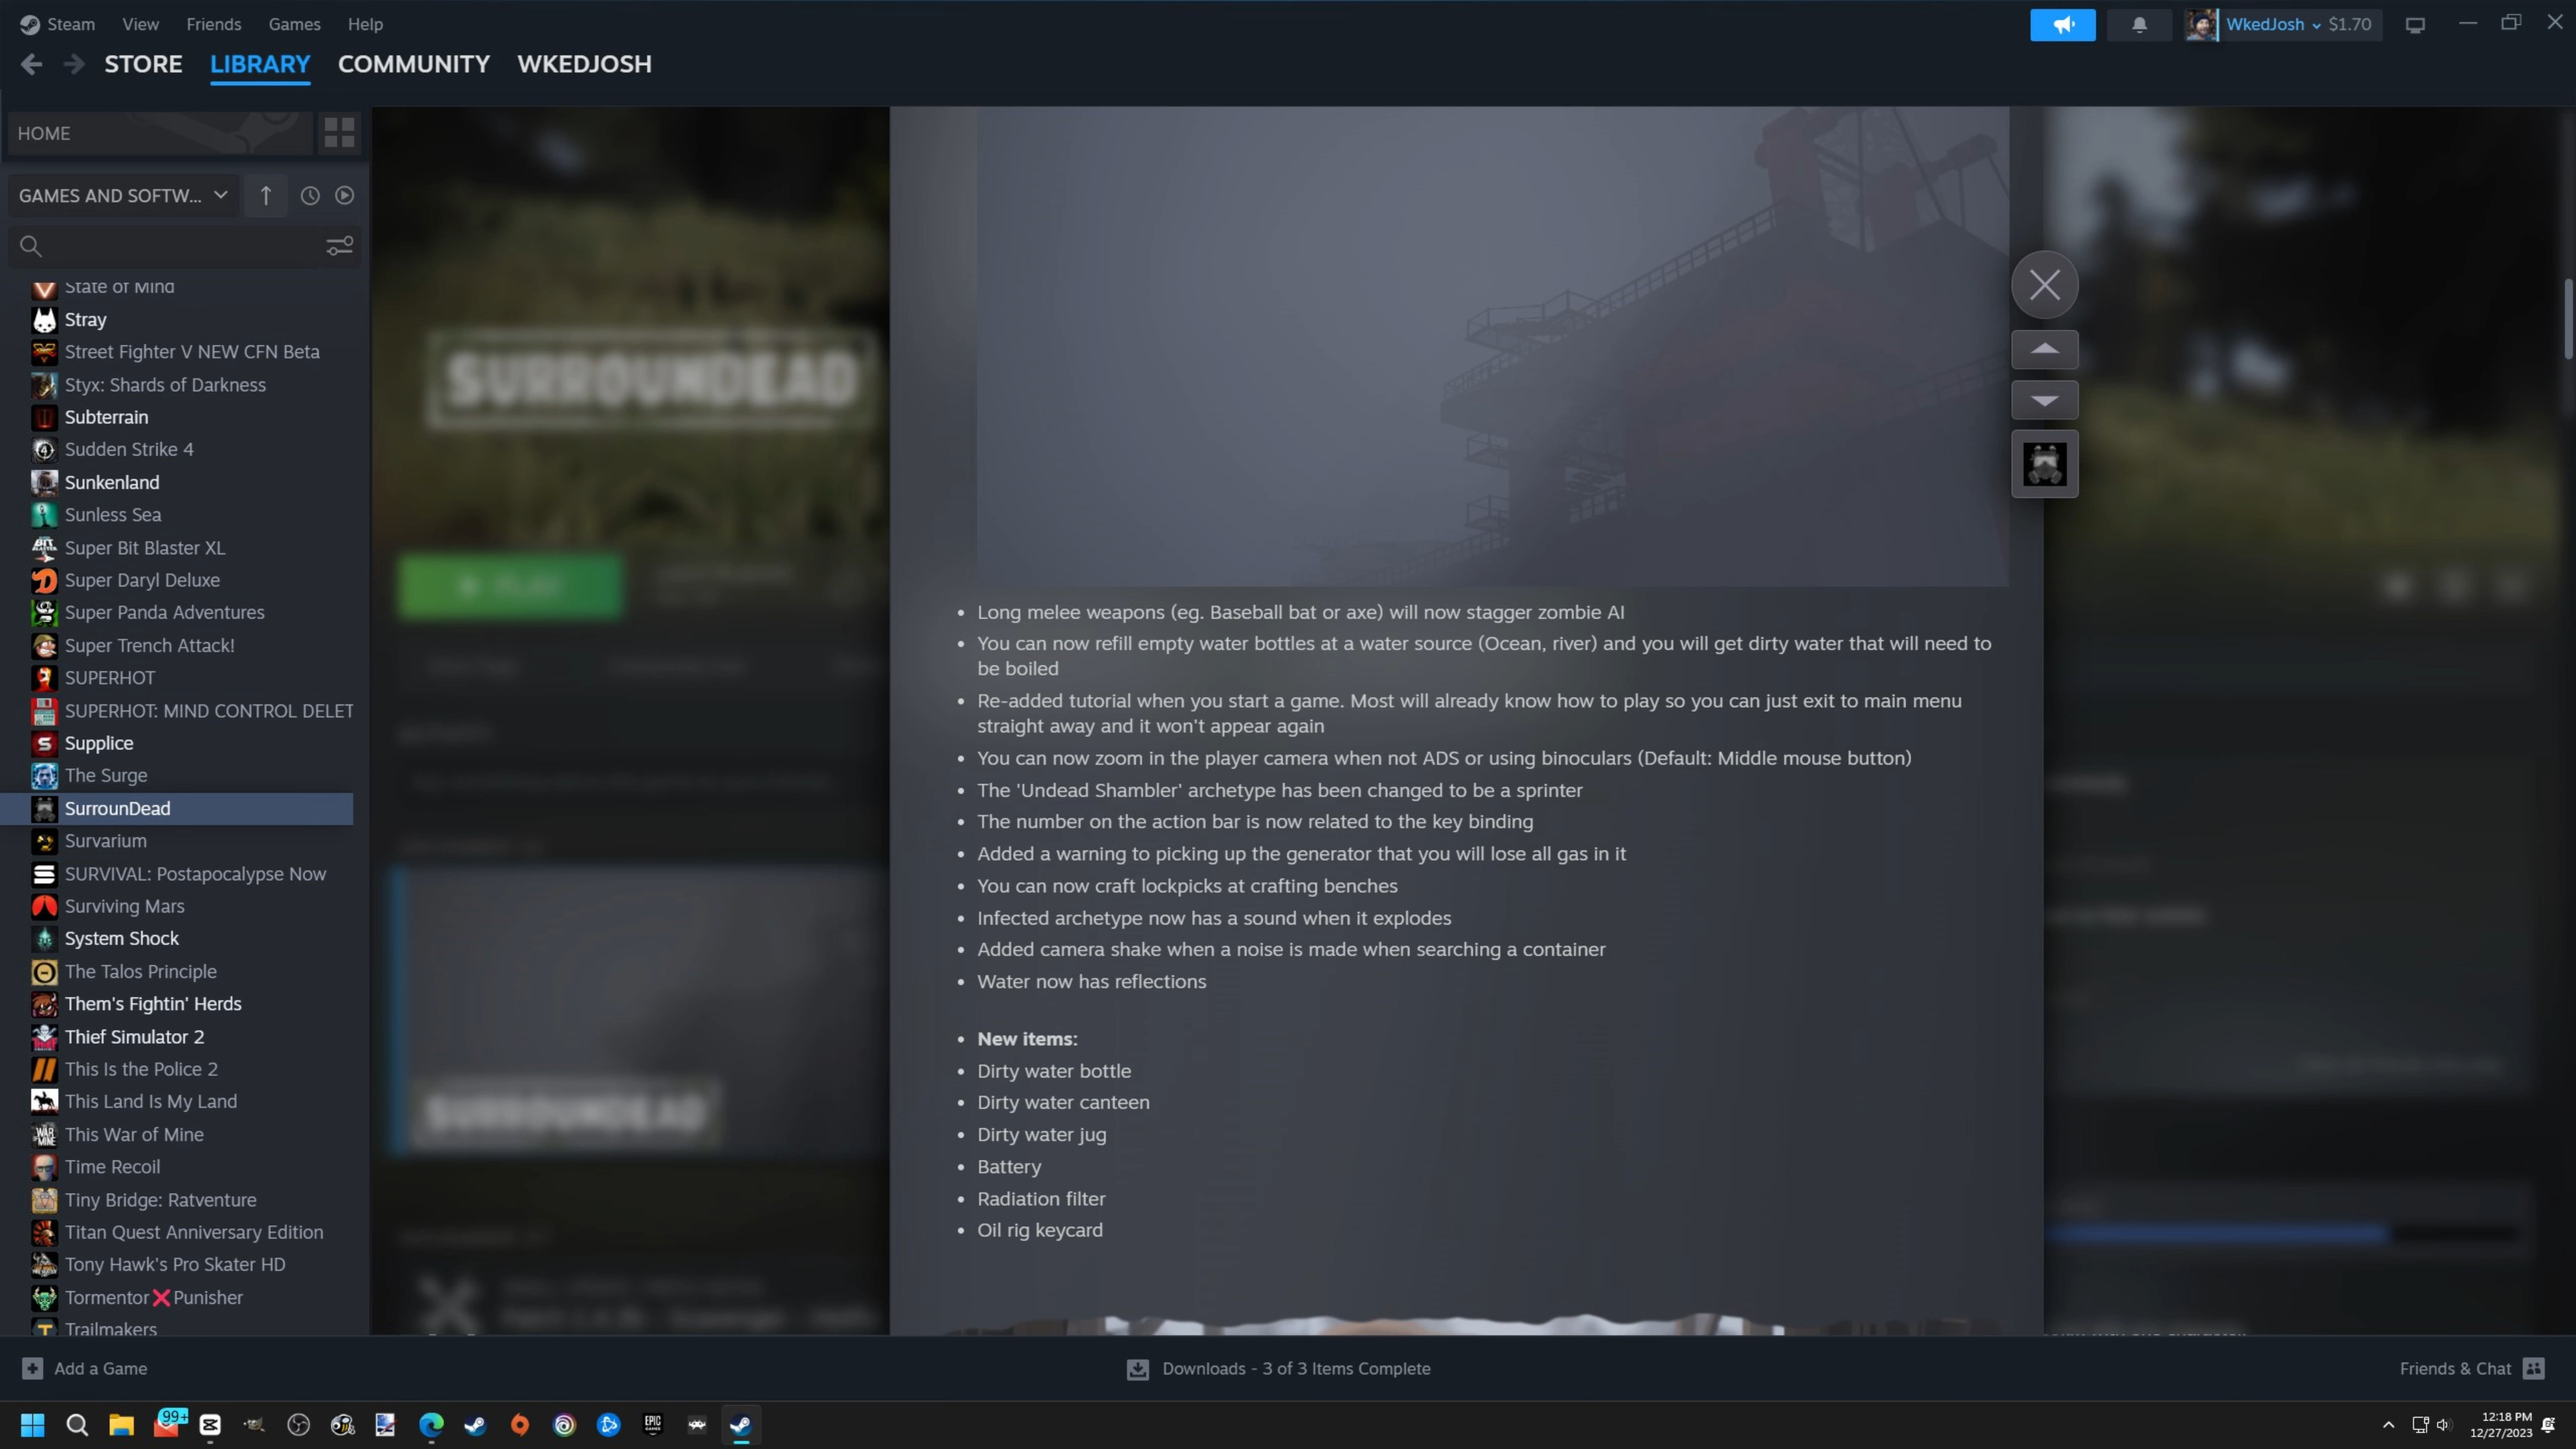 Steam View Friends Games Help
WkedJosh $1.70
STORE LIBRARY COMMUNITY WKEDJOSH
HOME
GAMES AND SOFTW...
State of Mind
Stray
Street Fighter V NEW CFN Beta
Styx: Shards of Darkness
Subterrain
Sudden Strike 4
Sunkenland
Sunless Sea
Super Bit Blaster XL
Super Daryl Deluxe
Super Panda Adventures
Super Trench Attack!
SUPERHOT
SUPERHOT: MIND CONTROL DELET
Supplice
The Surge
SurrounDead
Survarium
SURVIVAL: Postapocalypse Now
Surviving Mars
System Shock
The Talos Principle
Them's Fightin' Herds
Thief Simulator 2
This Is the Police 2
This Land Is My Land
This War of Mine
Time Recoil
Tiny Bridge: Ratventure
Titan Quest Anniversary Edition
Tony Hawk's Pro Skater HD
Tormentor❌Punisher
Trailmakers
SURROUNDEAD
PLAY
SURROUNDEAD
• Long melee weapons (eg. Baseball bat or axe) will now stagger zombie AI
• You can now refill empty water bottles at a water source (Ocean, river) and you will get dirty water that will need to
be boiled
• Re-added tutorial when you start a game. Most will already know how to play so you can just exit to main menu
straight away and it won't appear again
• You can now zoom in the player camera when not ADS or using binoculars (Default: Middle mouse button)
• The 'Undead Shambler' archetype has been changed to be a sprinter
• The number on the action bar is now related to the key binding
• Added a warning to picking up the generator that you will lose all gas in it
• You can now craft lockpicks at crafting benches
• Infected archetype now has a sound when it explodes
• Added camera shake when a noise is made when searching a container
• Water now has reflections
• New items:
• Dirty water bottle
• Dirty water canteen
• Dirty water jug
• Battery
• Radiation filter
• Oil rig keycard
Add a Game
Downloads - 3 of 3 Items Complete
Friends & Chat
99+
EPIC GAMES
12:18 PM
12/27/2023